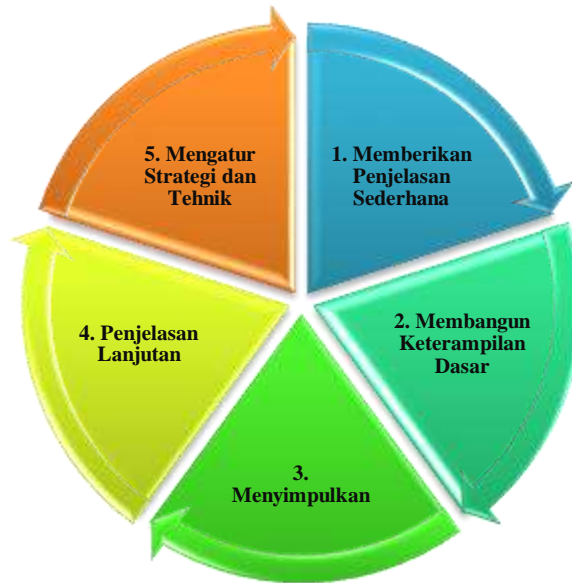 1. Memberikan
Penjelasan
Sederhana
2. Membangun
Keterampilan
Dasar
3.
Menyimpulkan
4. Penjelasan
Lanjutan
5. Mengatur
Strategi dan
Tehnik